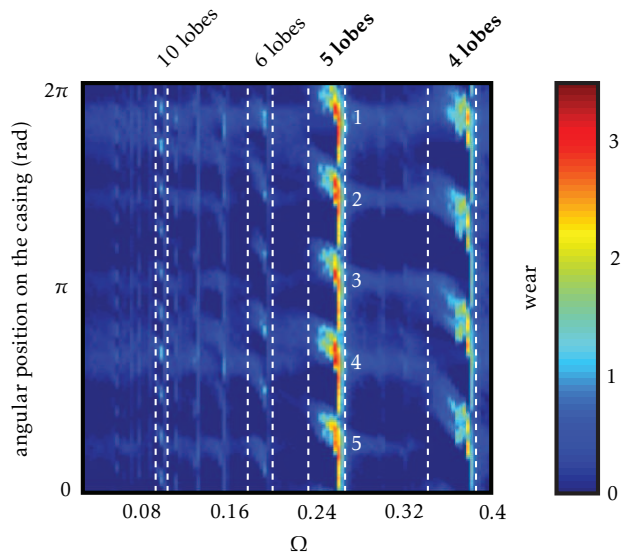 10 lobes
6 lobes
5 lobes
4 lobes
2π
π
0
angular position on the casing (rad)
1
2
3
4
5
0.08
0.16
0.24
0.32
0.4
Ω
3
2
1
0
wear